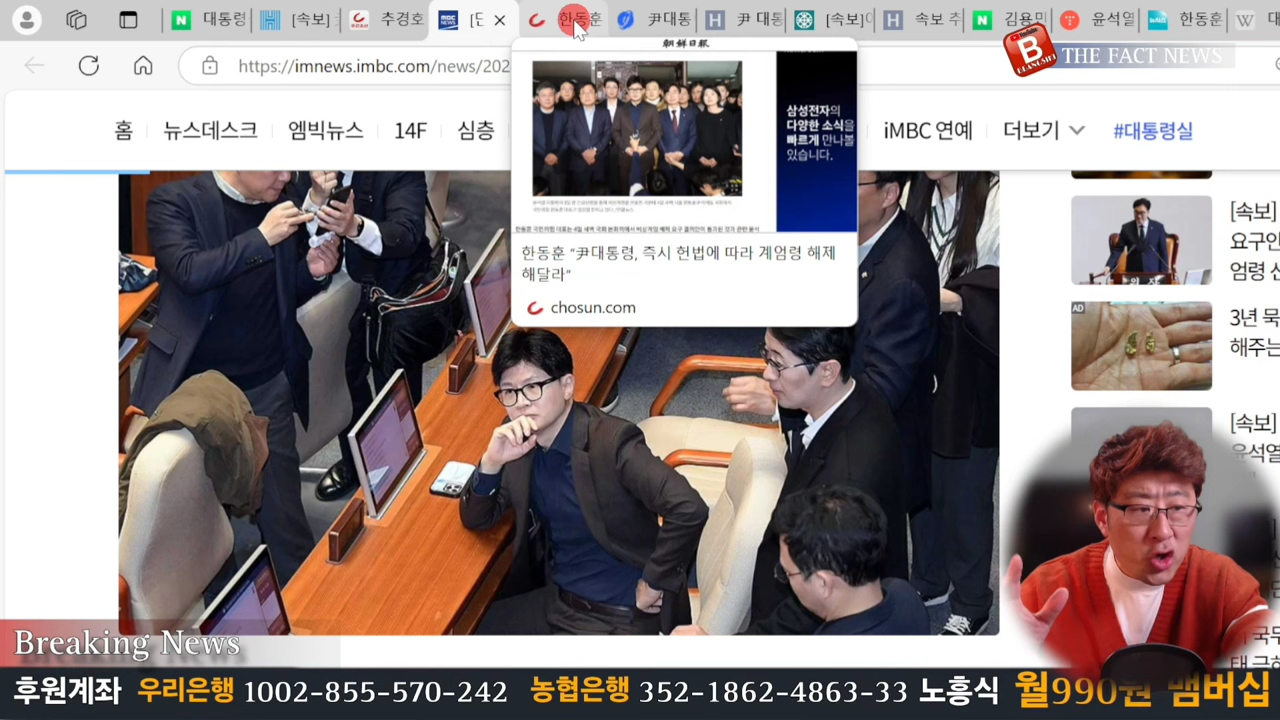 대통령
[속보]
추경호
[단
한동훈
尹대통
尹 대통
[속보]이
속보 추
김용민
윤석열
한동훈
대
https://imnews.imbc.com/news/202
THE FACT NEWS
홈 뉴스데스크 엠빅뉴스 14F 심층
iMBC 연예 더보기 #대통령실
朝鮮日報
삼성전자의
다양한 소식을
빠르게 만나볼
있습니다.
한동훈 “尹대통령, 즉시 헌법에 따라 계엄령 해제
해달라”
chosun.com
[속보]
요구안
엄령 선
AD
3년 묵
해주는
[속보]
윤석열
Breaking News
후원계좌 우리은행 1002-855-570-242 농협은행 352-1862-4863-33 노흥식 월990원 멤버십